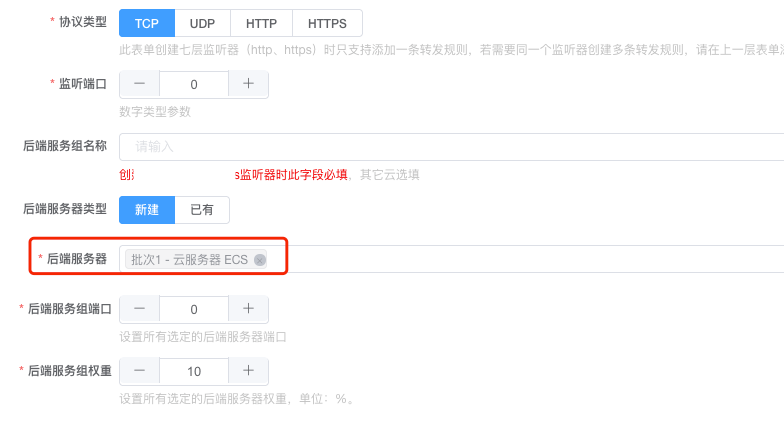 * 协议类型 TCP UDP HTTP HTTPS
此表单创建七层监听器（http、https）时只支持添加一条转发规则，若需要同一个监听器创建多条转发规则，请在上一层表单
* 监听端口 — 0 +
数字类型参数
后端服务组名称 请输入
创 s监听器时此字段必填，其它云选填
后端服务器类型 新建 已有
* 后端服务器 批次1 - 云服务器 ECS
* 后端服务组端口 — 0 +
设置所有选定的后端服务器端口
* 后端服务组权重 — 10 +
设置所有选定的后端服务器权重，单位：%。